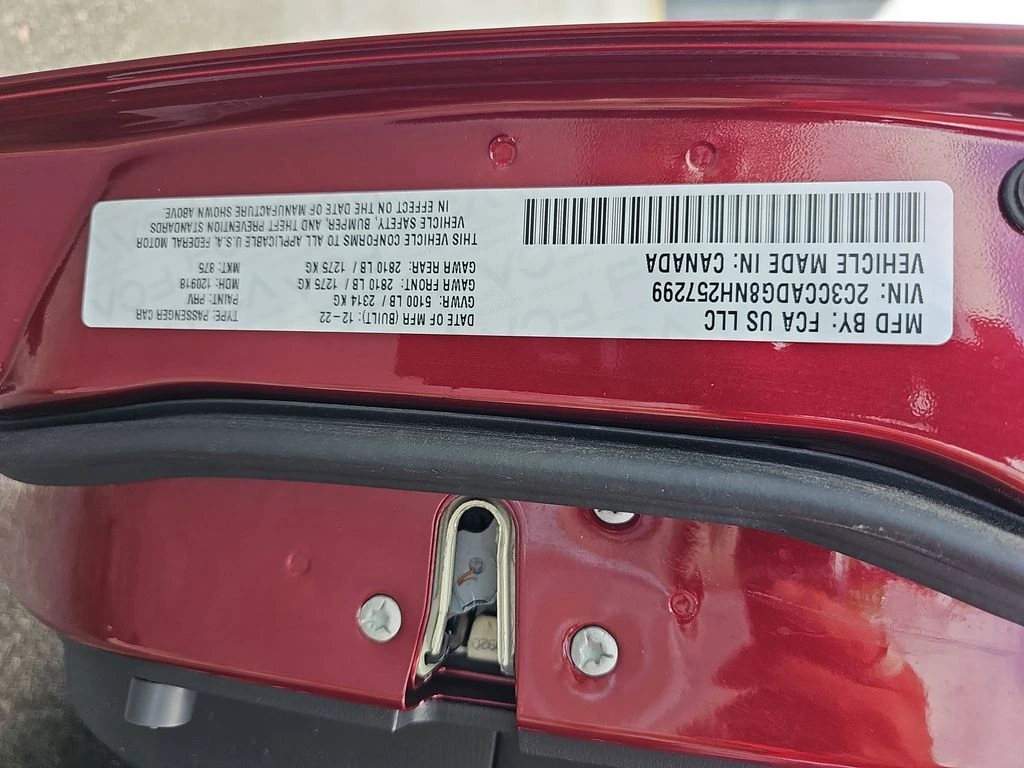 MFD BY: FCA US LLC
VIN: 2C3CCADG8NH257299
VEHICLE MADE IN: CANADA
DATE OF MFR (BUILT): 12-22
GVWR: 5100 LB / 2314 KG
GAWR FRONT: 2810 LB / 1275 KG
GAWR REAR: 2810 LB / 1275 KG
TYPE: PASSENGER CAR
PAINT: PRV
MDH: 120918
MKT: 875
THIS VEHICLE CONFORMS TO ALL APPLICABLE U.S.A. FEDERAL MOTOR
VEHICLE SAFETY, BUMPER, AND THEFT PREVENTION STANDARDS
IN EFFECT ON THE DATE OF MANUFACTURE SHOWN ABOVE.